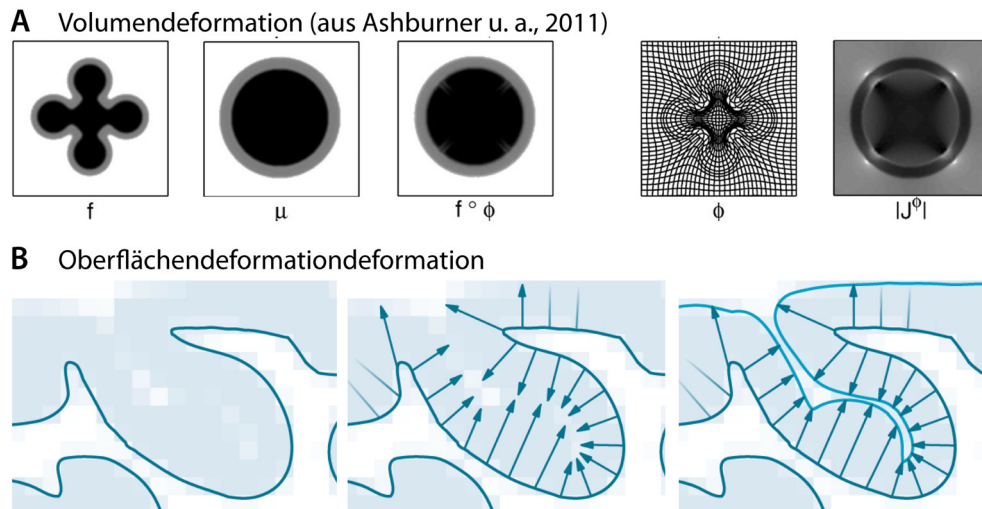 A Volumendeformation (aus Ashburner u. a., 2011)
f μ f ° ϕ ϕ |J^ϕ|
B Oberflächendeformationdeformation